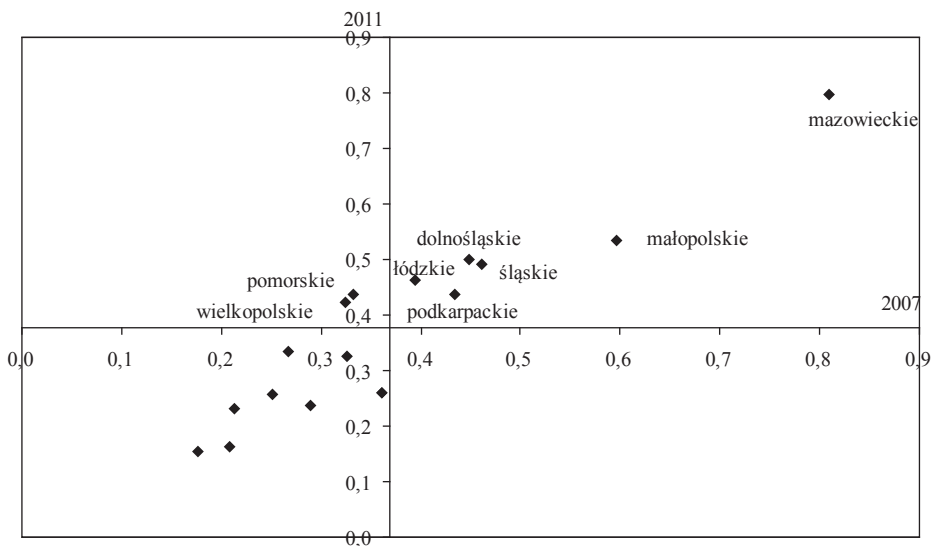 2011
0,9
0,8
mazowieckie
0,7
0,6
dolnośląskie
małopolskie
0,5
łódzkie
śląskie
pomorskie
wielkopolskie
podkarpackie
0,4
2007
0,0 0,1 0,2 0,3 0,4 0,5 0,6 0,7 0,8 0,9
0,3
0,2
0,1
0,0